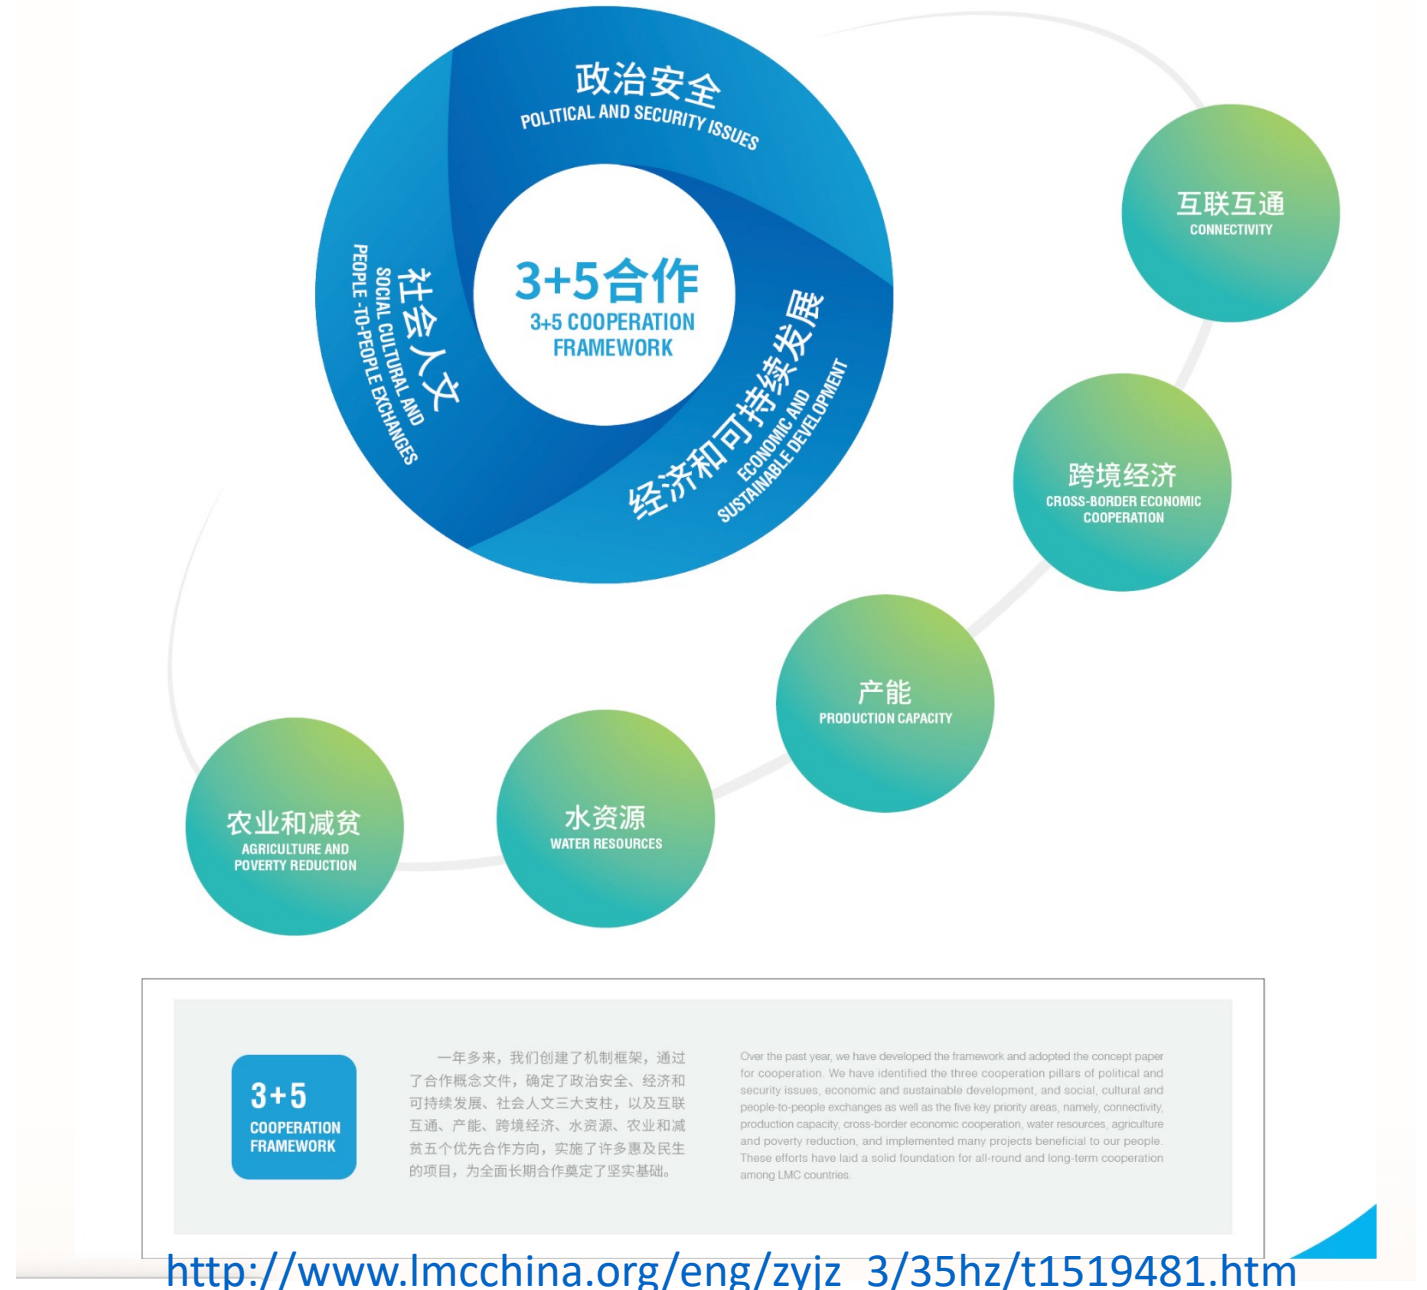 政治安全
POLITICAL AND SECURITY ISSUES
社会人文
SOCIAL CULTURAL AND
PEOPLE -TO-PEOPLE EXCHANGES
3+5合作
3+5 COOPERATION
FRAMEWORK
经济和可持续发展
ECONOMIC AND
SUSTAINABLE DEVELOPMENT
互联互通
CONNECTIVITY
跨境经济
CROSS-BORDER ECONOMIC
COOPERATION
产能
PRODUCTION CAPACITY
水资源
WATER RESOURCES
农业和减贫
AGRICULTURE AND
POVERTY REDUCTION
3+5
COOPERATION
FRAMEWORK
一年多来，我们创建了机制框架，通过
了合作概念文件，确定了政治安全、经济和
可持续发展、社会人文三大支柱，以及互联
互通、产能、跨境经济、水资源、农业和减
贫五个优先合作方向，实施了许多惠及民生
的项目，为全面长期合作奠定了坚实基础。
Over the past year, we have developed the framework and adopted the concept paper
for cooperation. We have identified the three cooperation pillars of political and
security issues, economic and sustainable development, and social, cultural and
people-to-people exchanges as well as the five key priority areas, namely, connectivity,
production capacity, cross-border economic cooperation, water resources, agriculture
and poverty reduction, and implemented many projects beneficial to our people.
These efforts have laid a solid foundation for all-round and long-term cooperation
among LMC countries.
http://www.lmcchina.org/eng/zyjz_3/35hz/t1519481.htm